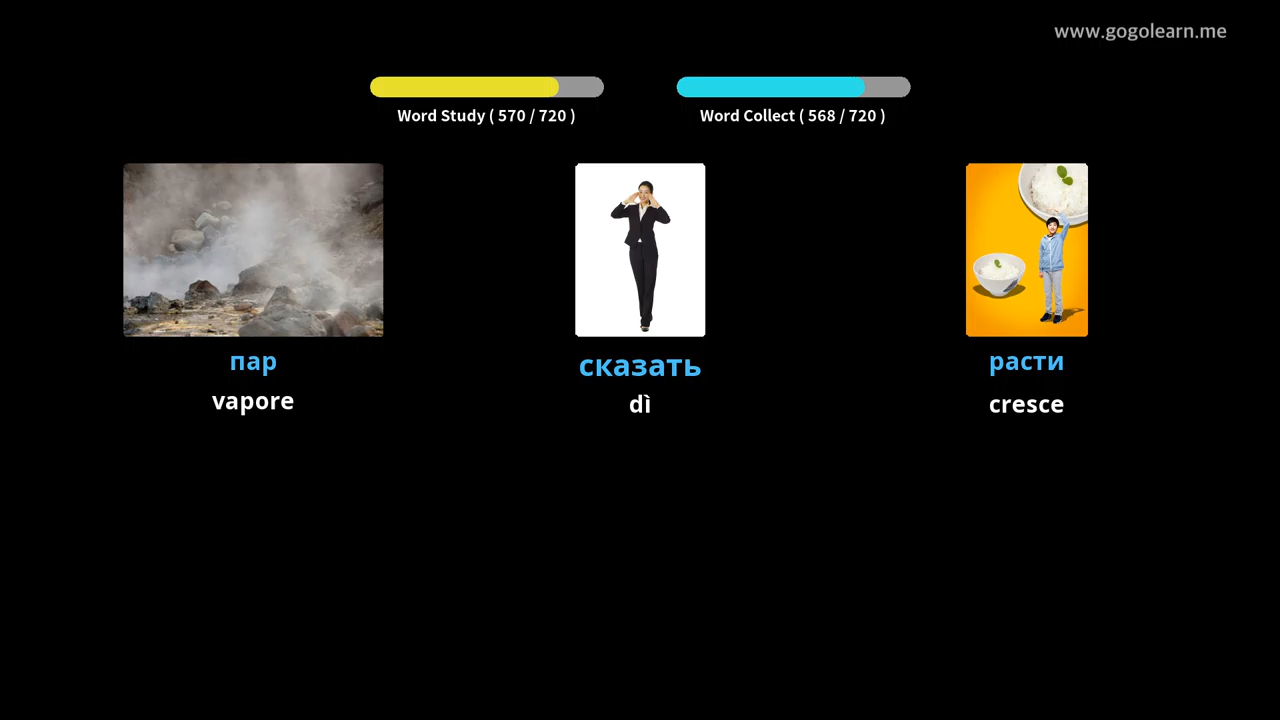 www.gogolearn.me
Word Study ( 570 / 720 )
Word Collect ( 568 / 720 )
пар
vapore
сказать
dì
расти
cresce